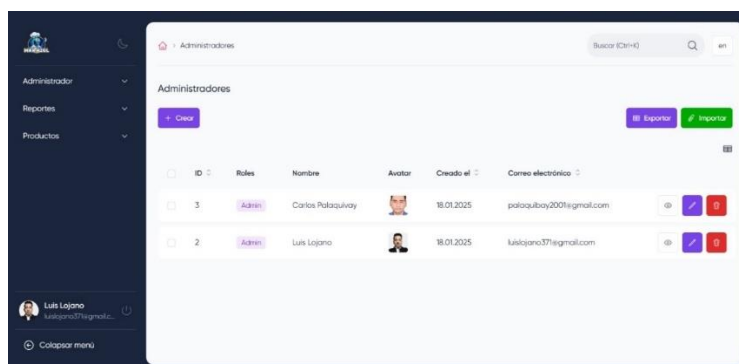 Administradores
Buscar (Ctrl+K)
en
Administrador
Reportes
Productos
Administradores
+ Crear
Exportar
Importar
ID Roles Nombre Avatar Creado el Correo electrónico
3 Admin Carlos Palaquivay 18.01.2025 palaquibay2001@gmail.com
2 Admin Luis Lojano 18.01.2025 luislojano371@gmail.com
Luis Lojano
luislojano371@gmail.c...
Colapsar menú